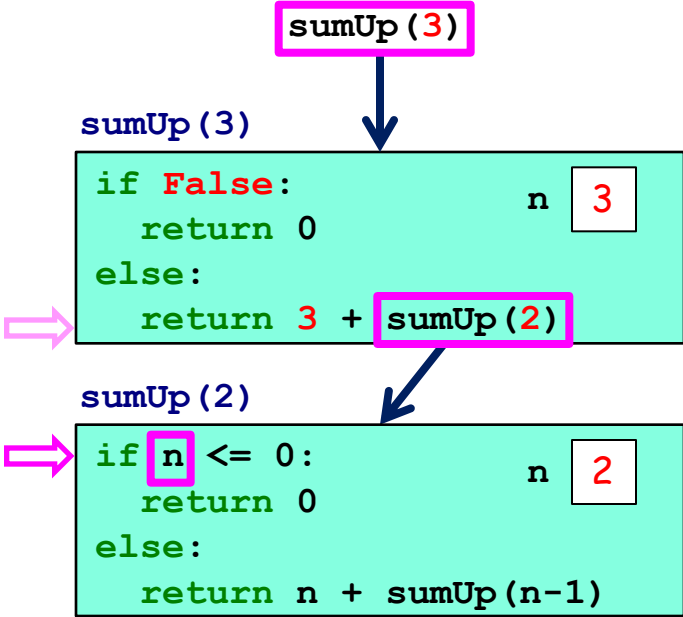 sumUp(3)
sumUp(3)
if False: n 3
  return 0
else:
  return 3 + sumUp(2)
sumUp(2)
if n <= 0: n 2
  return 0
else:
  return n + sumUp(n-1)